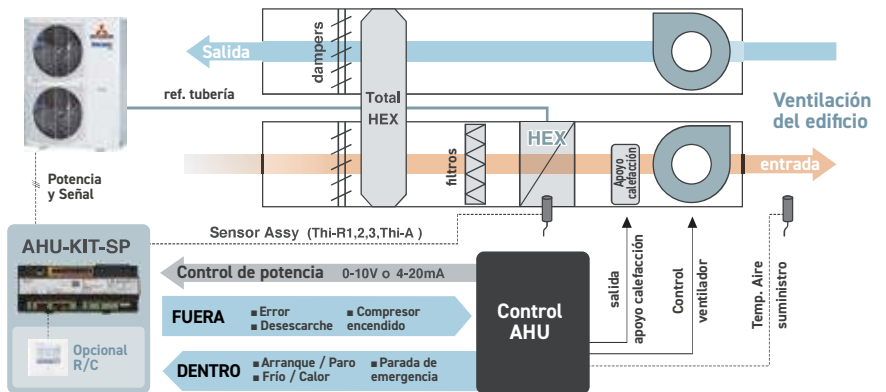 Salida
dampers
Total
HEX
ref. tubería
Ventilación
del edificio
HEX
filtros
Apoyo
calefacción
entrada
Potencia
y Señal
Sensor Assy (Thi-R1,2,3,Thi-A )
AHU-KIT-SP
Control de potencia 0-10V o 4-20mA
Control
AHU
salida
apoyo calefacción
Control
ventilador
Temp. Aire
suministro
FUERA
■ Error
■ Desescarche
■ Compresor
encendido
Opcional
R/C
DENTRO
■ Arranque / Paro
■ Frío / Calor
■ Parada de
emergencia